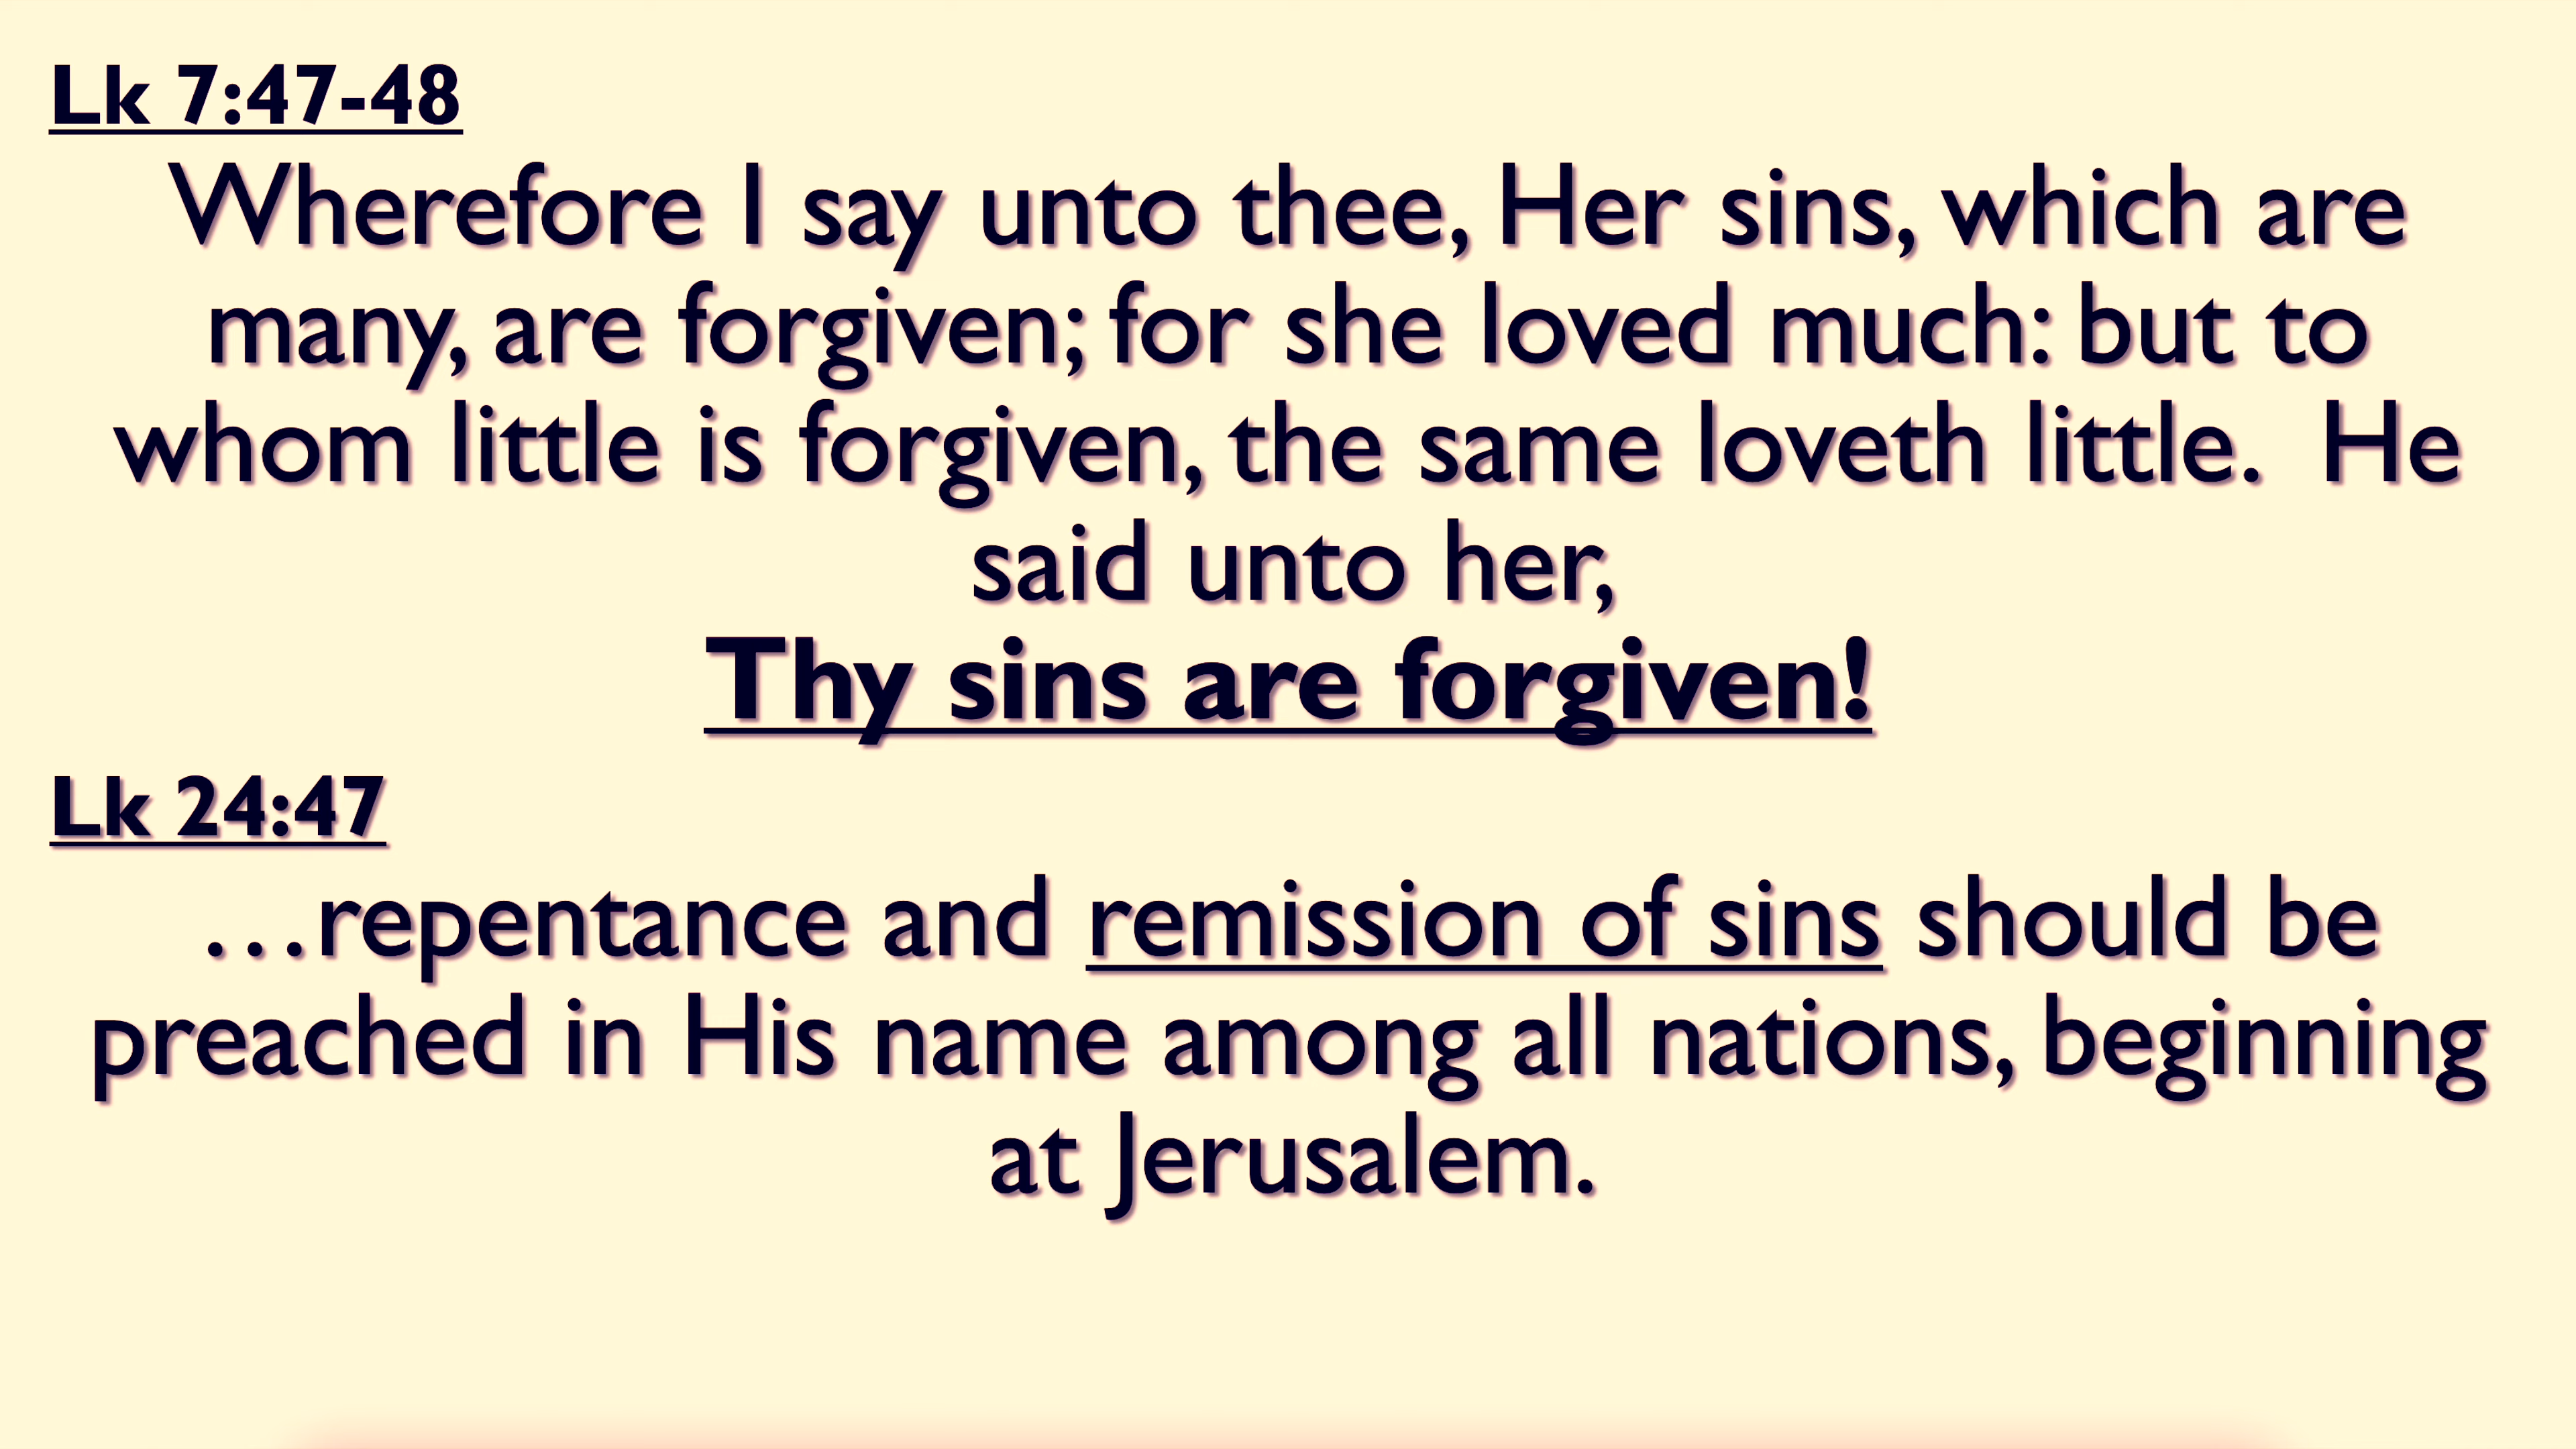 Lk 7:47-48
Wherefore I say unto thee, Her sins, which are
many, are forgiven; for she loved much: but to
whom little is forgiven, the same loveth little.  He
said unto her,
Thy sins are forgiven!
Lk 24:47
…repentance and remission of sins should be
preached in His name among all nations, beginning
at Jerusalem.